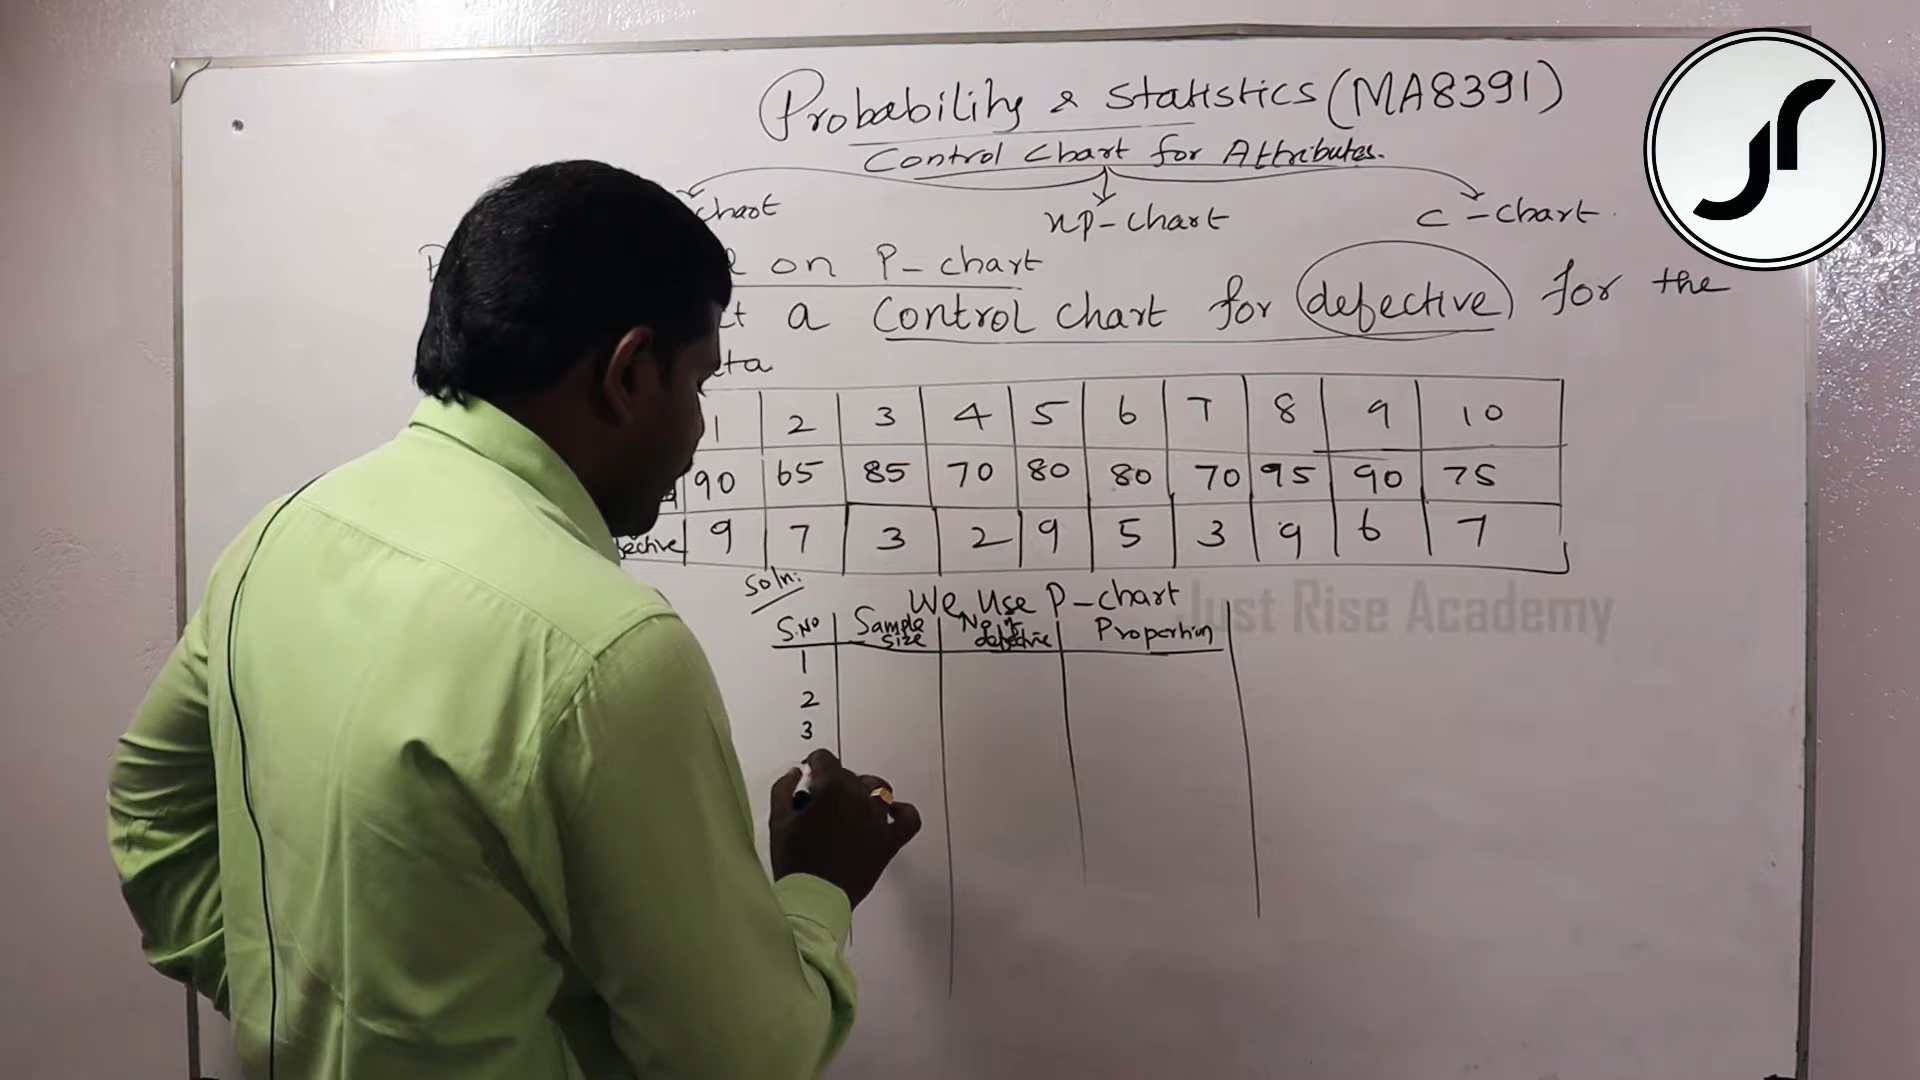 Probability & Statistics (MA8391)
Control Chart for Attributes.
chart np-chart c-chart.
on P-chart
a Control chart for defective for the
1 2 3 4 5 6 7 8 9 10
90 65 85 70 80 80 70 95 90 75
9 7 3 2 9 5 3 9 6 7
Soln:
We Use P-chart
S.No Sample size No of defective Proportion
1
2
3
Just Rise Academy